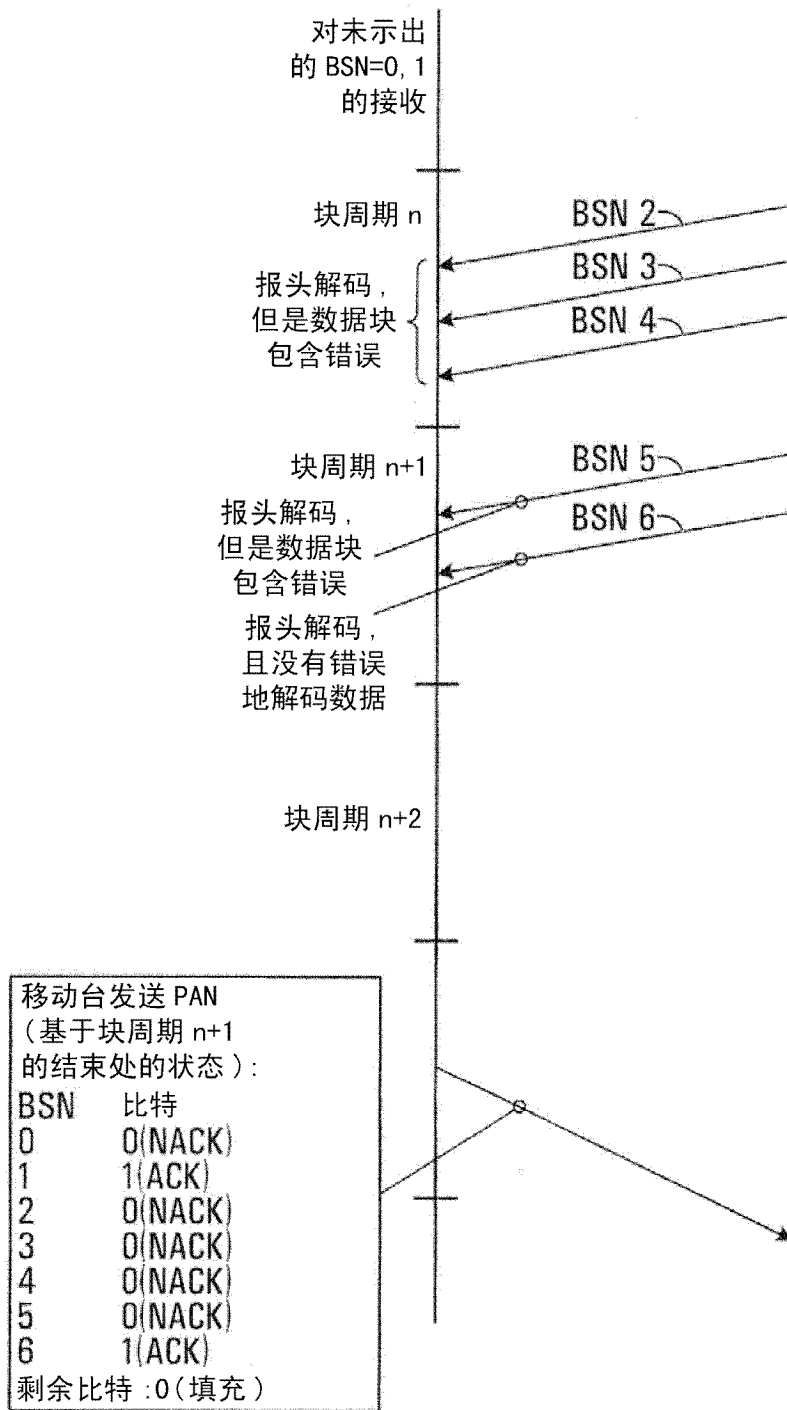 对未示出
的 BSN=0, 1
的接收
块周期 n
BSN 2
报头解码,
但是数据块
包含错误
BSN 3
BSN 4
块周期 n+1
BSN 5
报头解码,
但是数据块
包含错误
BSN 6
报头解码,
且没有错误
地解码数据
块周期 n+2
移动台发送 PAN
(基于块周期 n+1
的结束处的状态):
BSN 比特
0 0(NACK)
1 1(ACK)
2 0(NACK)
3 0(NACK)
4 0(NACK)
5 0(NACK)
6 1(ACK)
剩余比特:0(填充)